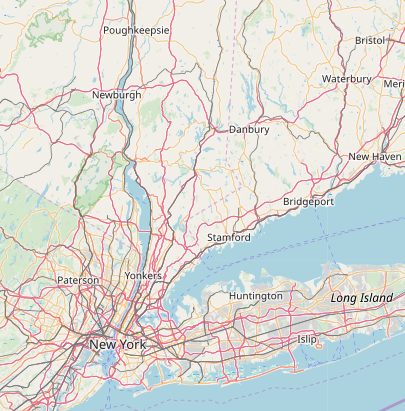 Poughkeepsie
Bristol
Waterbury
Meri
Newburgh
Danbury
New Haven
Bridgeport
Stamford
Yonkers
Paterson
Huntington
Long Island
Islip
New York